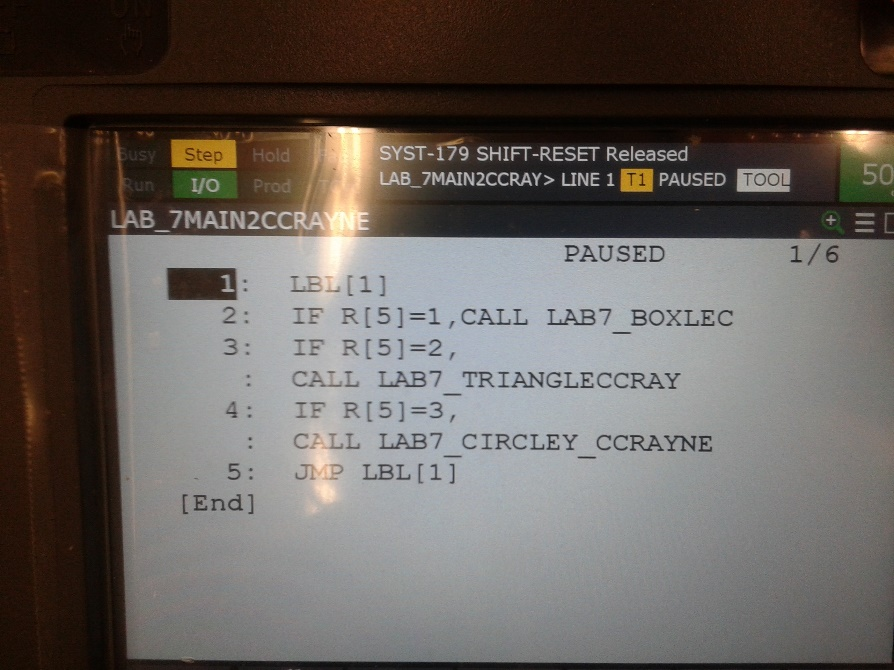 Busy Step Hold SYST-179 SHIFT-RESET Released
Run I/O Prod LAB_7MAIN2CCRAY> LINE 1 T1 PAUSED TOOL 50
LAB_7MAIN2CCRAYNE
PAUSED 1/6
1: LBL[1]
2: IF R[5]=1,CALL LAB7_BOXLEC
3: IF R[5]=2,
: CALL LAB7_TRIANGLECCRAY
4: IF R[5]=3,
: CALL LAB7_CIRCLEY_CCRAYNE
5: JMP LBL[1]
[End]